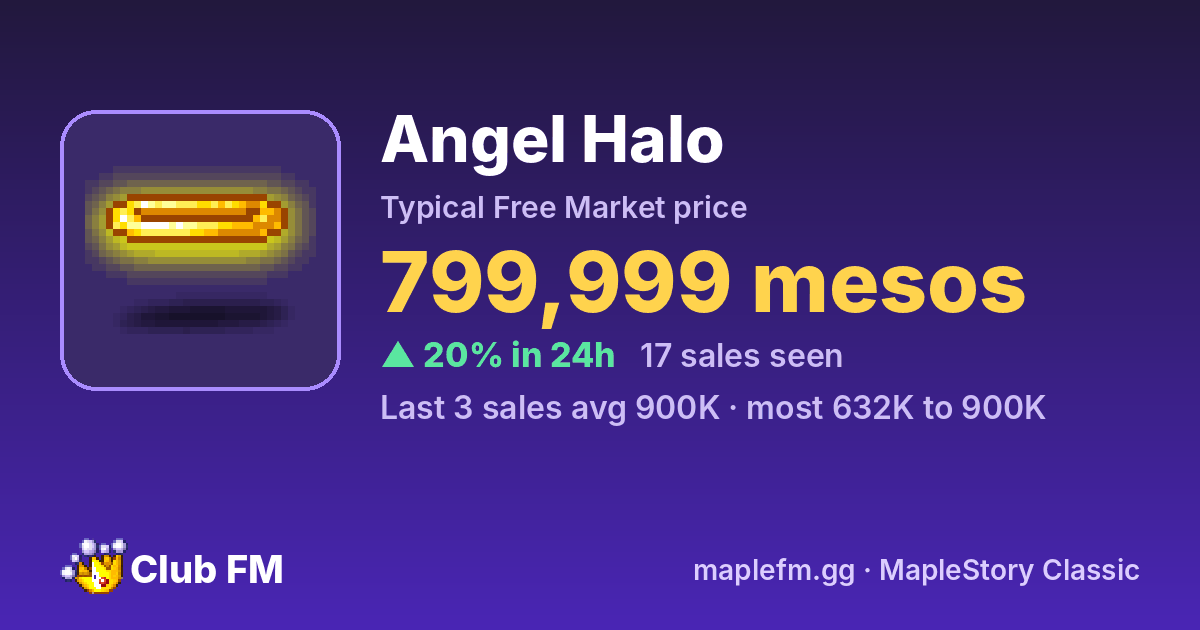 Angel Halo
Typical Free Market price
799,999 mesos
▲ 20% in 24h 17 sales seen
Last 3 sales avg 900K · most 632K to 900K
Club FM
maplefm.gg · MapleStory Classic